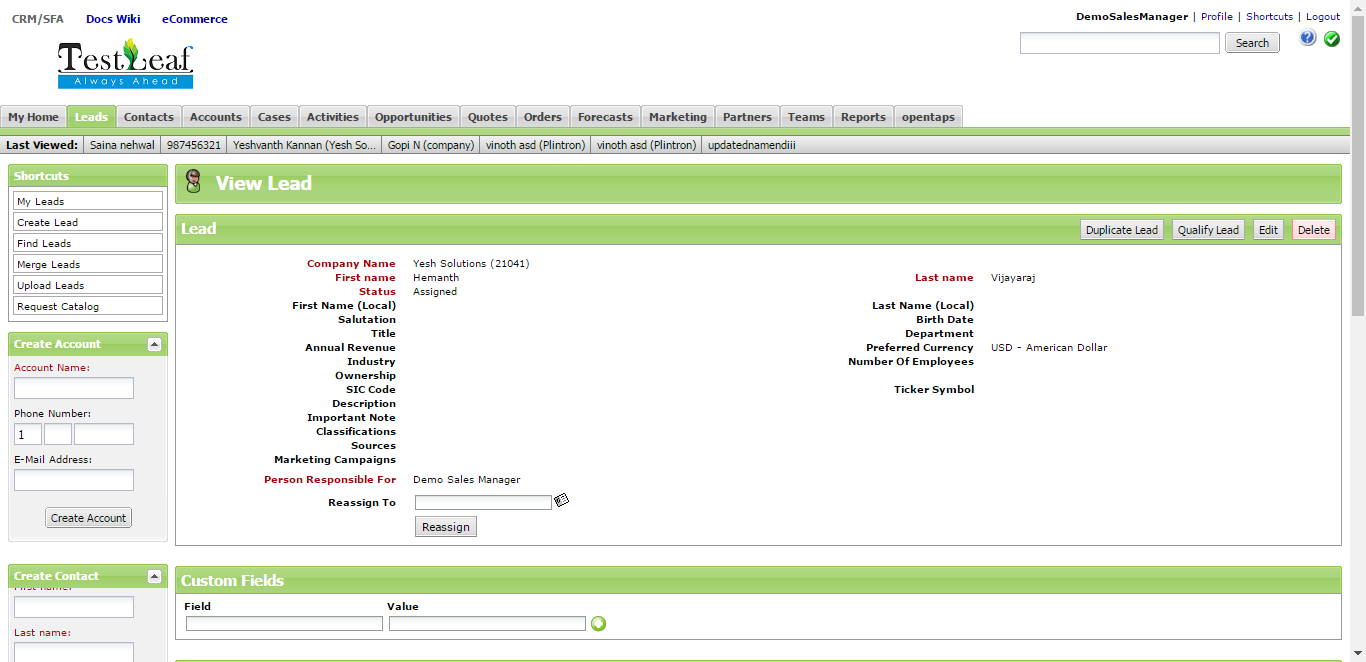 CRM/SFA Docs Wiki eCommerce
DemoSalesManager | Profile | Shortcuts | Logout
Search
TestLeaf
Always Ahead
My Home Leads Contacts Accounts Cases Activities Opportunities Quotes Orders Forecasts Marketing Partners Teams Reports opentaps
Last Viewed: Saina nehwal 987456321 Yeshvanth Kannan (Yesh So... Gopi N (company) vinoth asd (Plintron) vinoth asd (Plintron) updatednamendiii
Shortcuts
My Leads
Create Lead
Find Leads
Merge Leads
Upload Leads
Request Catalog
Create Account
Account Name:
Phone Number:
1
E-Mail Address:
Create Account
Create Contact
First name:
Last name:
View Lead
Lead
Duplicate Lead Qualify Lead Edit Delete
Company Name Yesh Solutions (21041)
First name Hemanth Last name Vijayaraj
Status Assigned
First Name (Local) Last Name (Local)
Salutation Birth Date
Title Department
Annual Revenue Preferred Currency USD - American Dollar
Industry Number Of Employees
Ownership
SIC Code Ticker Symbol
Description
Important Note
Classifications
Sources
Marketing Campaigns
Person Responsible For Demo Sales Manager
Reassign To
Reassign
Custom Fields
Field Value